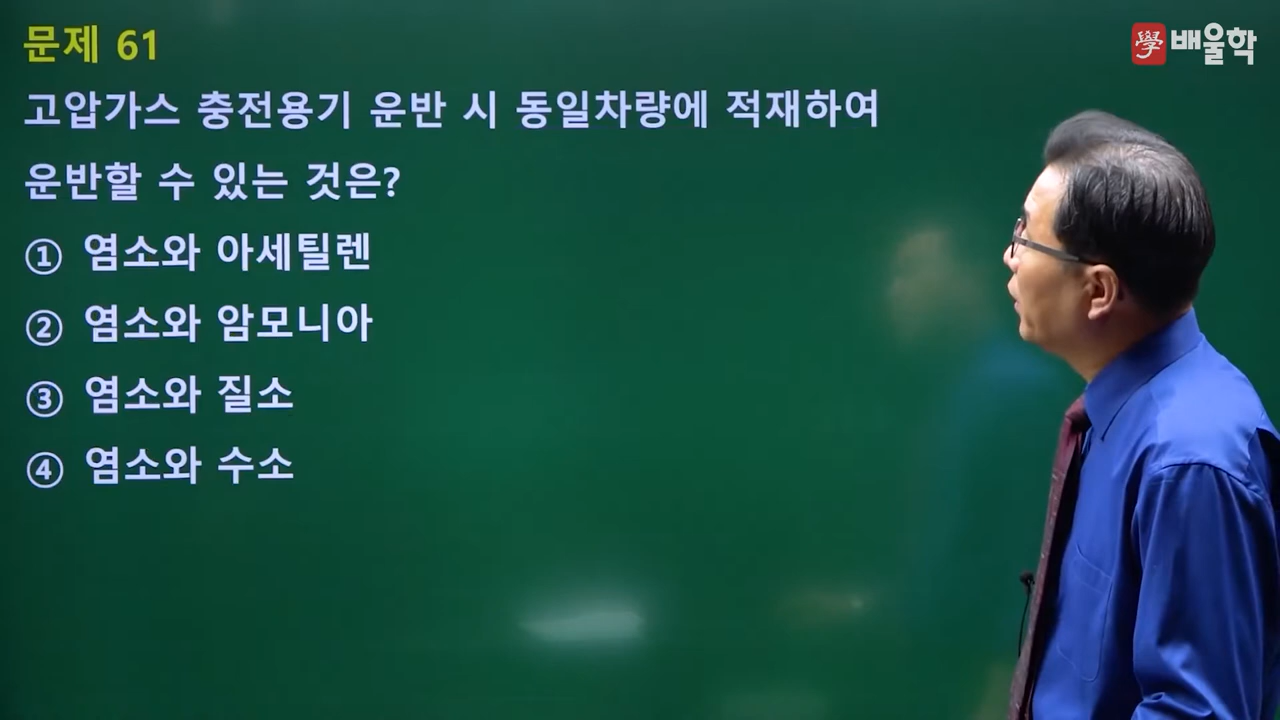 문제 61
學 배울학
고압가스 충전용기 운반 시 동일차량에 적재하여
운반할 수 있는 것은?
① 염소와 아세틸렌
② 염소와 암모니아
③ 염소와 질소
④ 염소와 수소